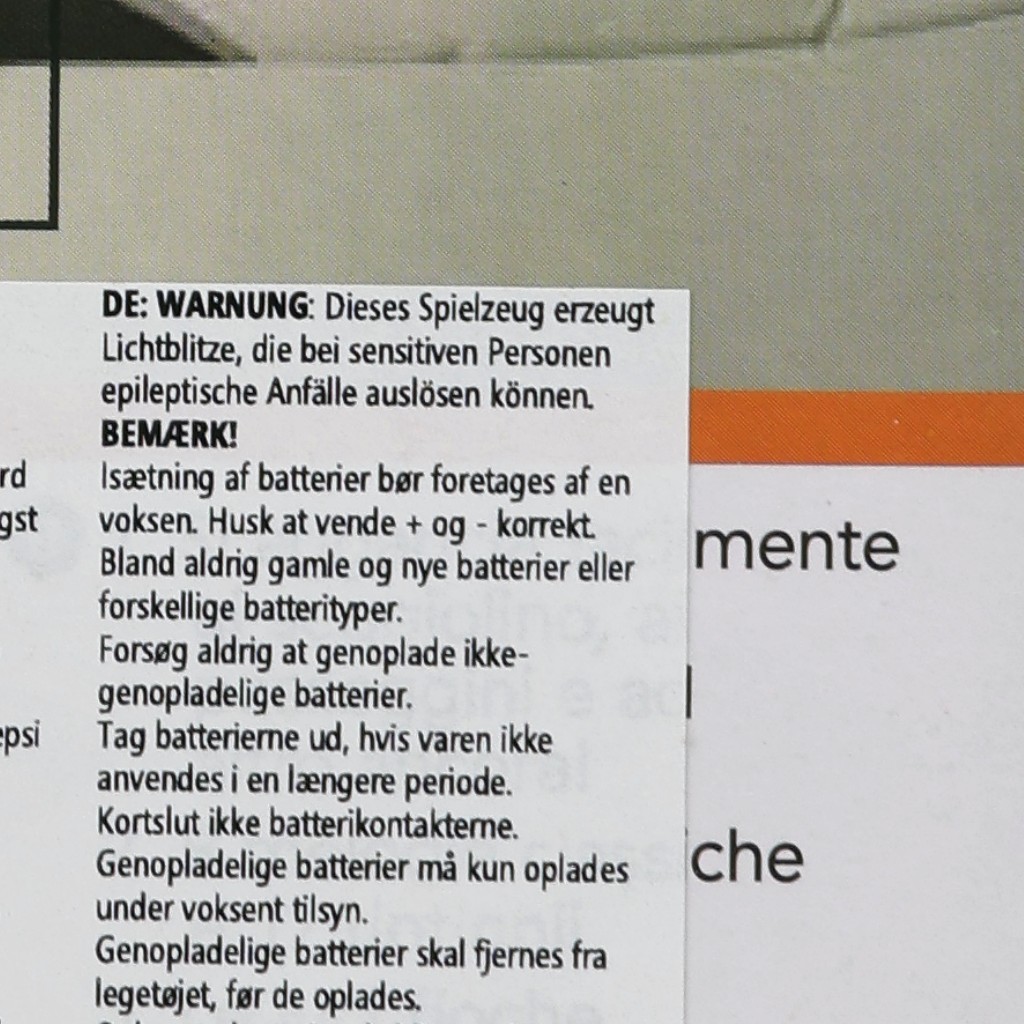 DE: WARNUNG: Dieses Spielzeug erzeugt
Lichtblitze, die bei sensitiven Personen
epileptische Anfälle auslösen können.
BEMÆRK!
Isætning af batterier bør foretages af en
voksen. Husk at vende + og - korrekt.
Bland aldrig gamle og nye batterier eller
forskellige batterityper.
Forsøg aldrig at genoplade ikke-
genopladelige batterier.
Tag batterierne ud, hvis varen ikke
anvendes i en længere periode.
Kortslut ikke batterikontakterne.
Genopladelige batterier må kun oplades
under voksent tilsyn.
Genopladelige batterier skal fjernes fra
legetøjet, før de oplades.
rd
gst
epsi
mente
che